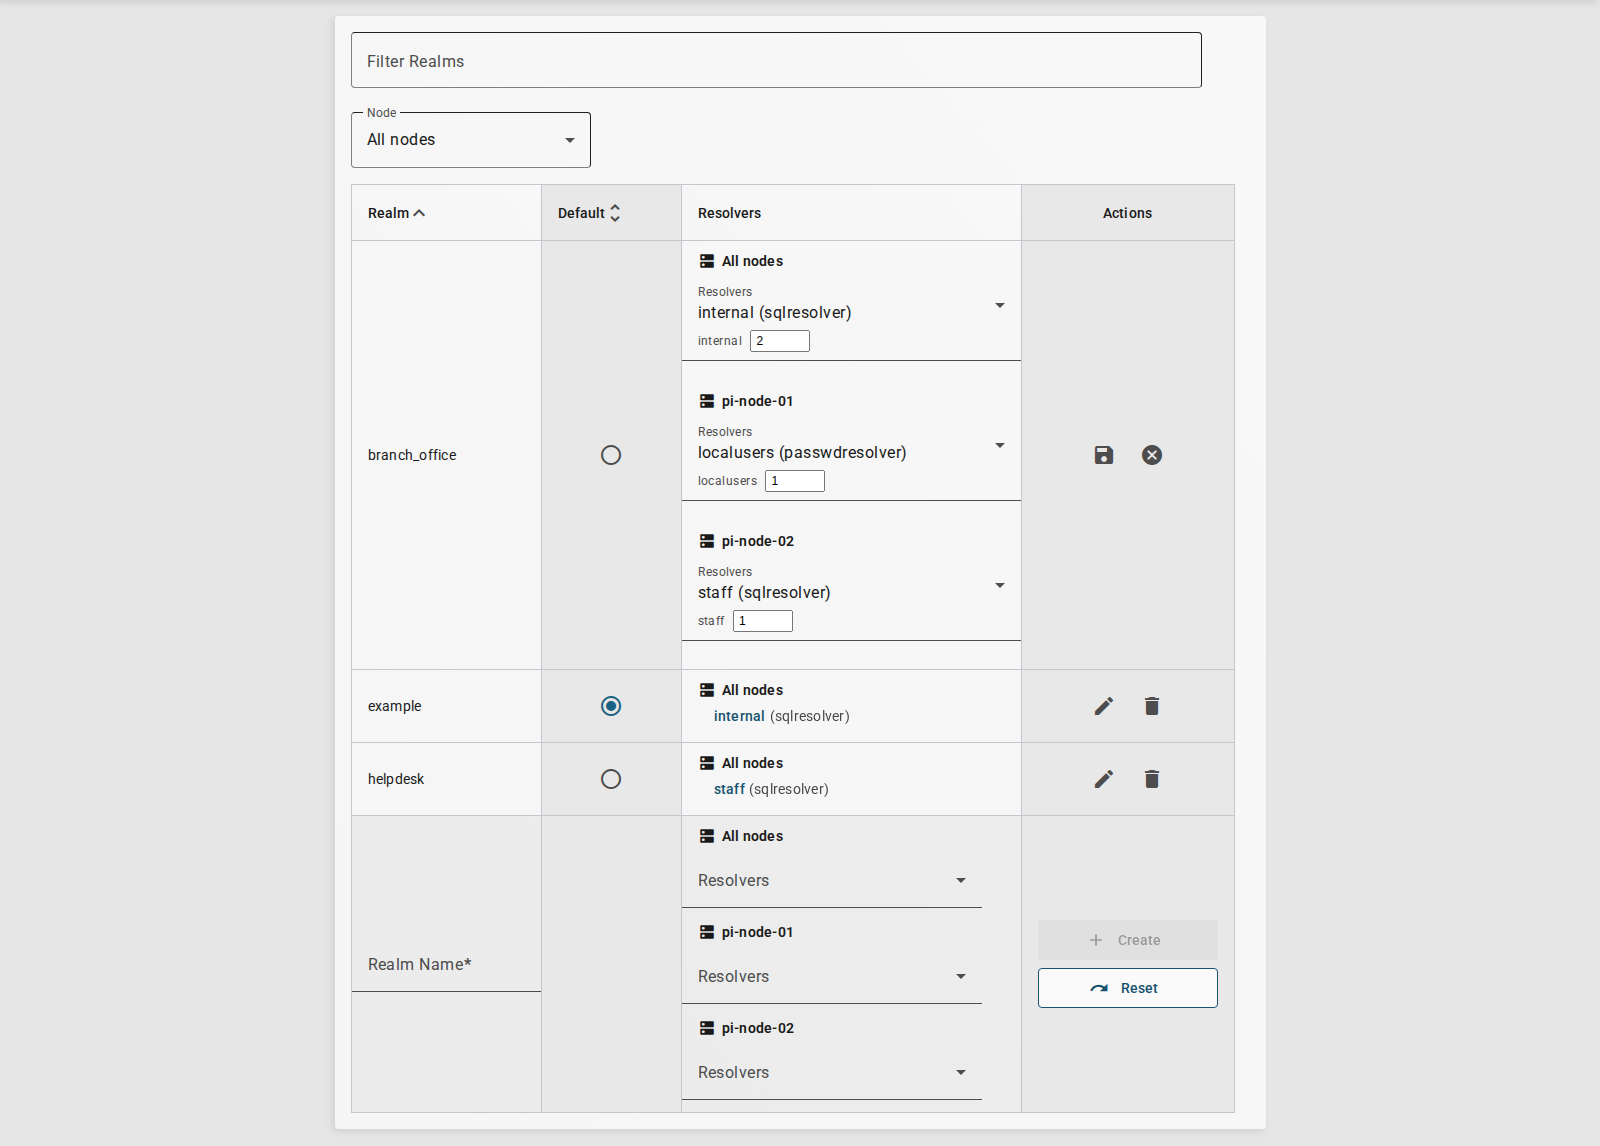 Filter Realms
Node
All nodes
Realm Default Resolvers Actions
All nodes
Resolvers
internal (sqlresolver)
internal 2
pi-node-01
Resolvers
branch_office localusers (passwdresolver)
localusers 1
pi-node-02
Resolvers
staff (sqlresolver)
staff 1
All nodes
example
internal (sqlresolver)
All nodes
helpdesk
staff (sqlresolver)
All nodes
Resolvers
pi-node-01
Create
Realm Name*
Resolvers
Reset
pi-node-02
Resolvers